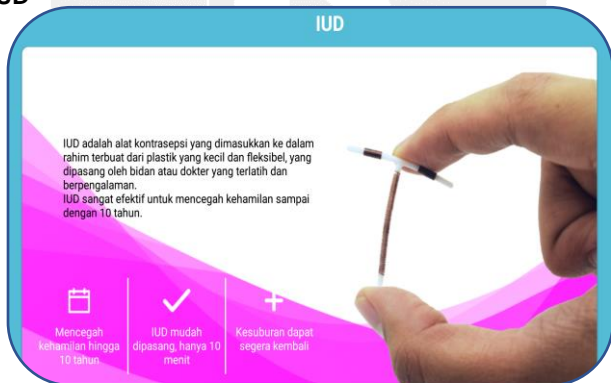 IUD
IUD adalah alat kontrasepsi yang dimasukkan ke dalam
rahim terbuat dari plastik yang kecil dan fleksibel, yang
dipasang oleh bidan atau dokter yang terlatih dan
berpengalaman.
IUD sangat efektif untuk mencegah kehamilan sampai
dengan 10 tahun.
Mencegah
kehamilan hingga
10 tahun
IUD mudah
dipasang, hanya 10
menit
Kesuburan dapat
segera kembali